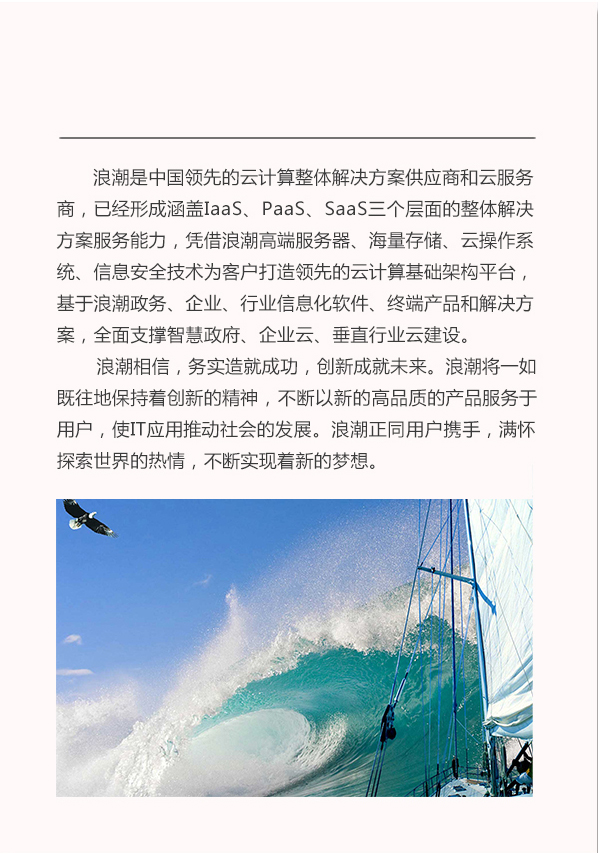 浪潮是中国领先的云计算整体解决方案供应商和云服务
商，已经形成涵盖IaaS、PaaS、SaaS三个层面的整体解决
方案服务能力，凭借浪潮高端服务器、海量存储、云操作系
统、信息安全技术为客户打造领先的云计算基础架构平台，
基于浪潮政务、企业、行业信息化软件、终端产品和解决方
案，全面支撑智慧政府、企业云、垂直行业云建设。
浪潮相信，务实造就成功，创新成就未来。浪潮将一如
既往地保持着创新的精神，不断以新的高品质的产品服务于
用户，使IT应用推动社会的发展。浪潮正同用户携手，满怀
探索世界的热情，不断实现着新的梦想。